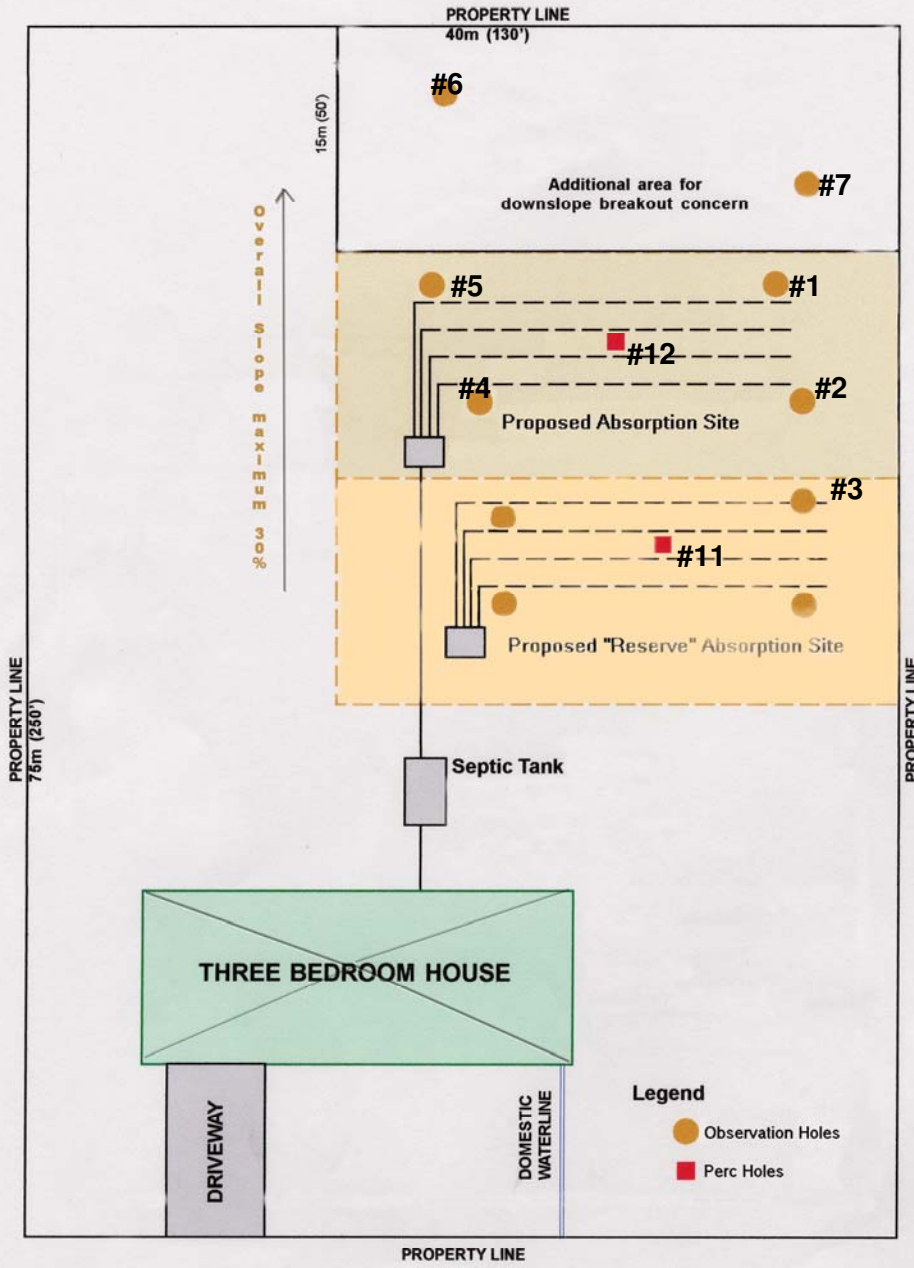 PROPERTY LINE
40m (130')
#6
15m (50')
#7
Additional area for
downslope breakout concern
Overall Slope maximum 30%
#5
#1
#12
#4
#2
Proposed Absorption Site
#3
#11
Proposed "Reserve" Absorption Site
PROPERTY LINE
75m (250')
PROPERTY LINE
Septic Tank
THREE BEDROOM HOUSE
DRIVEWAY
DOMESTIC
WATERLINE
Legend
Observation Holes
Perc Holes
PROPERTY LINE